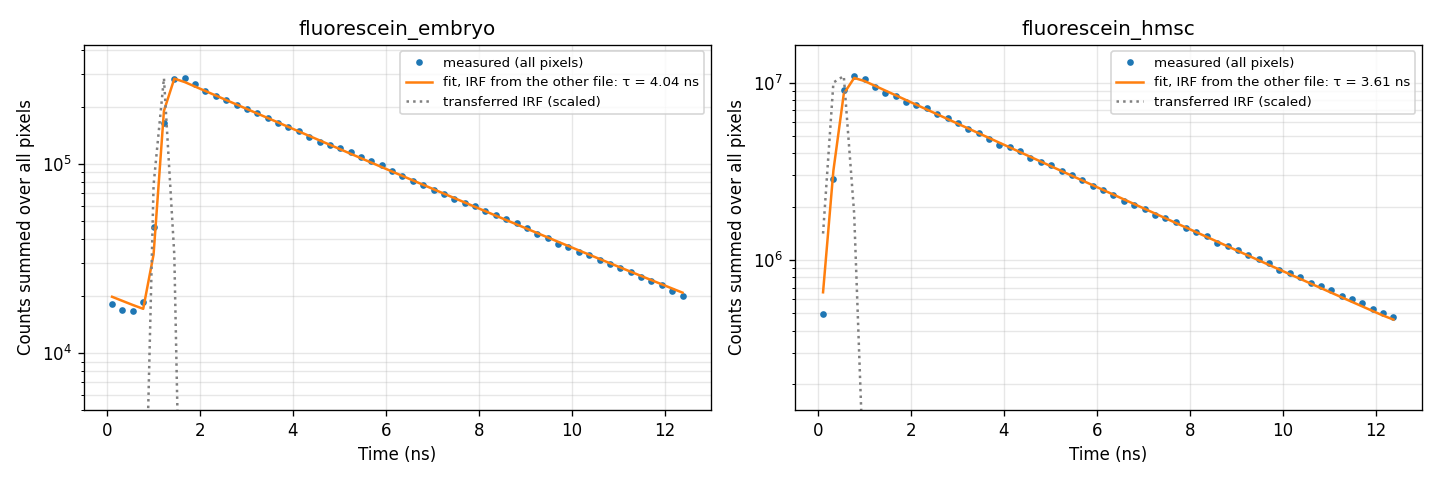 fluorescein_embryo
Counts summed over all pixels
10⁵
10⁴
measured (all pixels)
fit, IRF from the other file: τ = 4.04 ns
transferred IRF (scaled)
0 2 4 6 8 10 12
Time (ns)
fluorescein_hmsc
Counts summed over all pixels
10⁷
10⁶
measured (all pixels)
fit, IRF from the other file: τ = 3.61 ns
transferred IRF (scaled)
0 2 4 6 8 10 12
Time (ns)